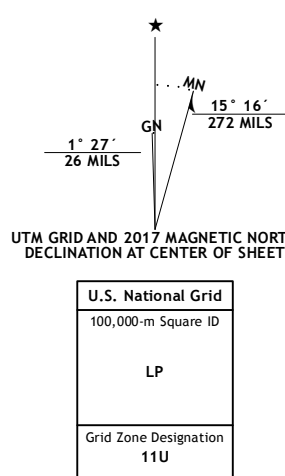 ★
MN
GN
15° 16´
272 MILS
1° 27´
26 MILS
UTM GRID AND 2017 MAGNETIC NORT
DECLINATION AT CENTER OF SHEET
U.S. National Grid
100,000-m Square ID
LP
Grid Zone Designation
11U